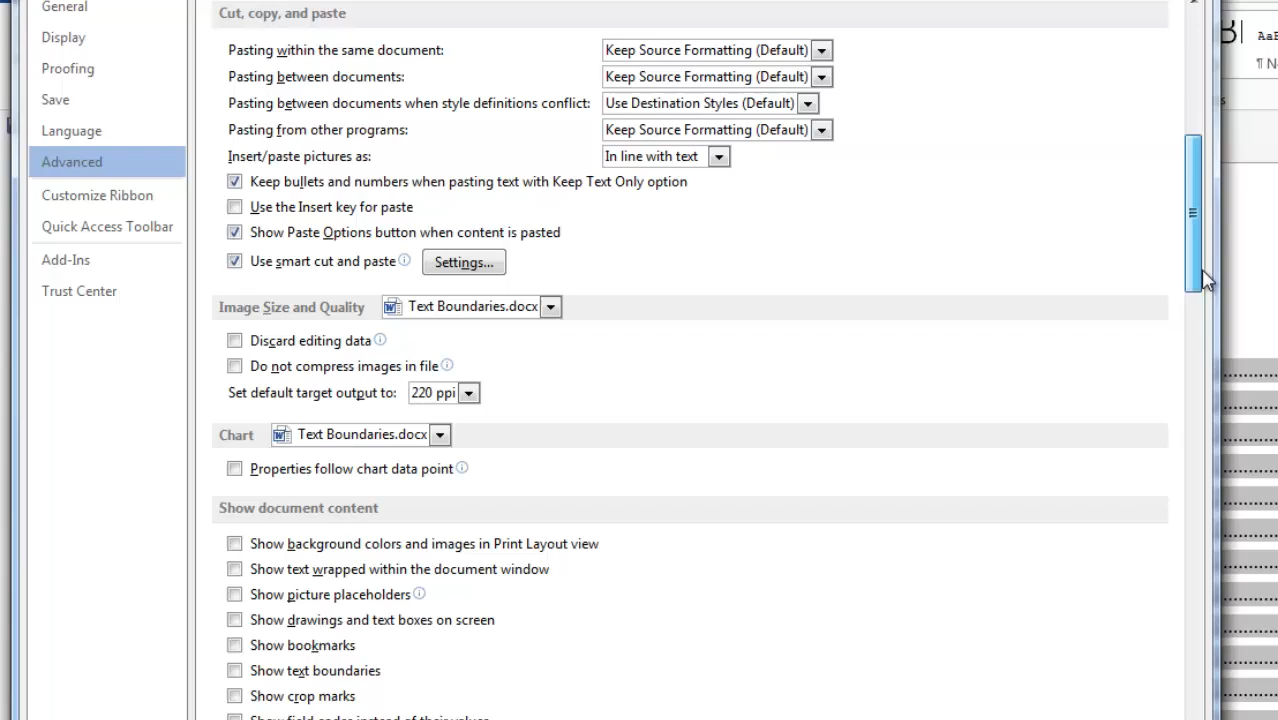 General
Display
Proofing
Save
Language
Advanced
Customize Ribbon
Quick Access Toolbar
Add-Ins
Trust Center
Cut, copy, and paste
Pasting within the same document: Keep Source Formatting (Default)
Pasting between documents: Keep Source Formatting (Default)
Pasting between documents when style definitions conflict: Use Destination Styles (Default)
Pasting from other programs: Keep Source Formatting (Default)
Insert/paste pictures as: In line with text
Keep bullets and numbers when pasting text with Keep Text Only option
Use the Insert key for paste
Show Paste Options button when content is pasted
Use smart cut and paste Settings...
Image Size and Quality Text Boundaries.docx
Discard editing data
Do not compress images in file
Set default target output to: 220 ppi
Chart Text Boundaries.docx
Properties follow chart data point
Show document content
Show background colors and images in Print Layout view
Show text wrapped within the document window
Show picture placeholders
Show drawings and text boxes on screen
Show bookmarks
Show text boundaries
Show crop marks
Show field codes instead of their values